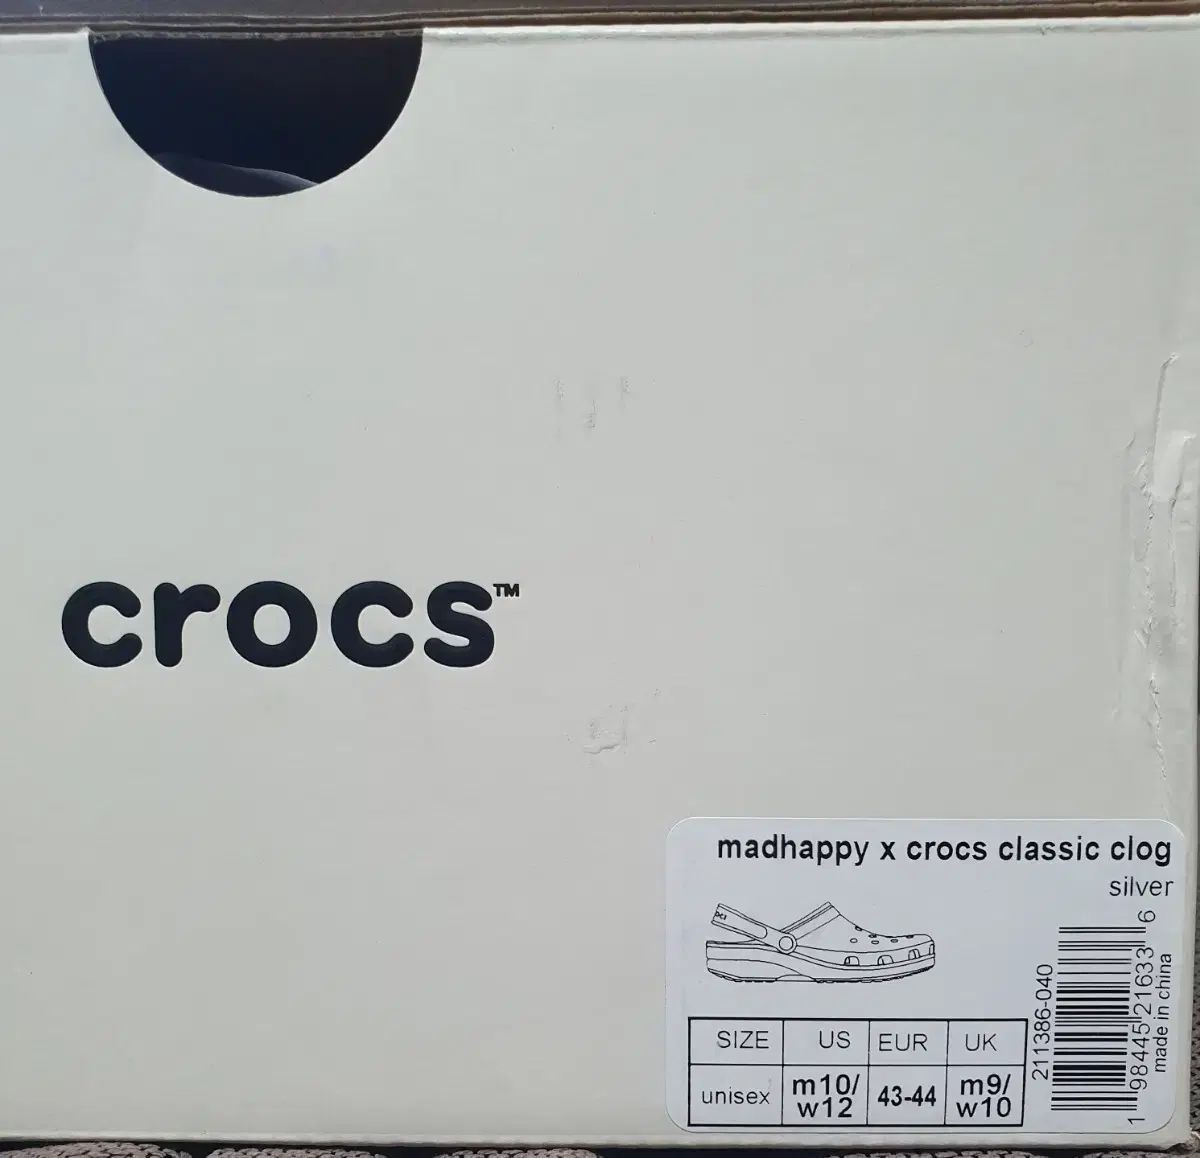 crocs™
madhappy x crocs classic clog
silver
SIZE US EUR UK
unisex m10/w12 43-44 m9/w10
211386-040
1 98445 21633 6
made in china